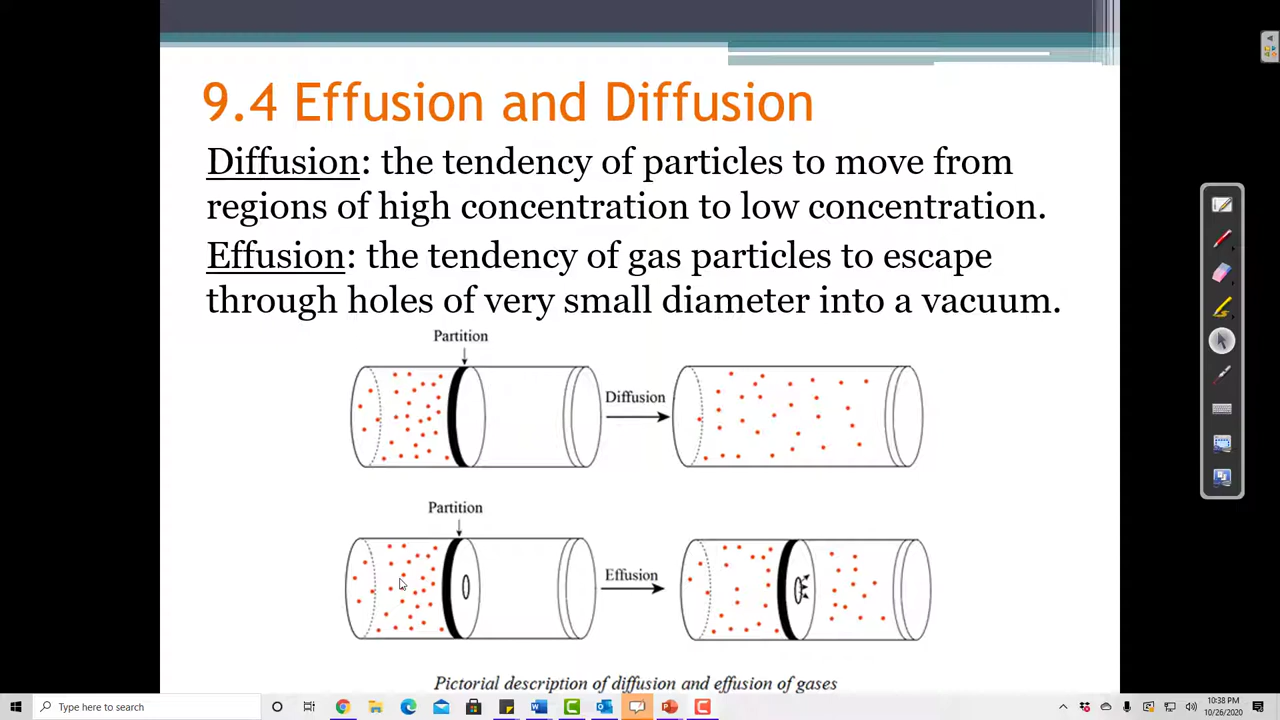 9.4 Effusion and Diffusion
Diffusion: the tendency of particles to move from
regions of high concentration to low concentration.
Effusion: the tendency of gas particles to escape
through holes of very small diameter into a vacuum.
Partition
Diffusion
Partition
Effusion
Pictorial description of diffusion and effusion of gases
Type here to search
10:38 PM
10/26/2020